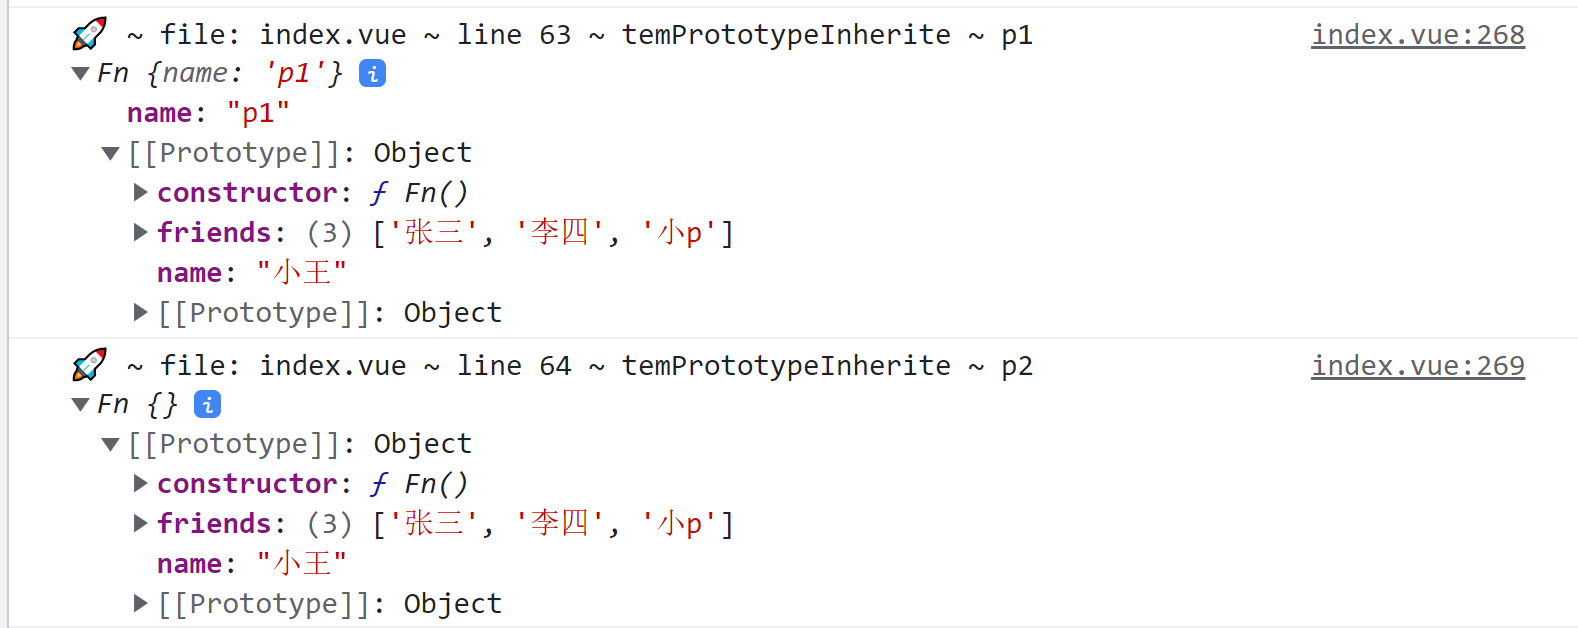 🚀 ~ file: index.vue ~ line 63 ~ temPrototypeInherite ~ p1 index.vue:268
▼Fn {name: 'p1'} i
name: "p1"
▼[[Prototype]]: Object
▶constructor: ƒ Fn()
▶friends: (3) ['张三', '李四', '小p']
name: "小王"
▶[[Prototype]]: Object
🚀 ~ file: index.vue ~ line 64 ~ temPrototypeInherite ~ p2 index.vue:269
▼Fn {} i
▼[[Prototype]]: Object
▶constructor: ƒ Fn()
▶friends: (3) ['张三', '李四', '小p']
name: "小王"
▶[[Prototype]]: Object